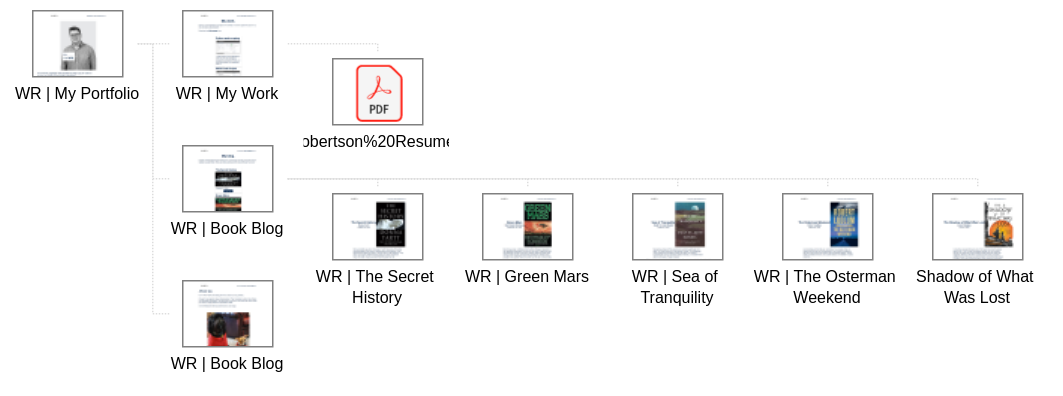 WR | My Portfolio
WR | My Work
PDF
obertson%20Resume
WR | Book Blog
WR | The Secret
History
WR | Green Mars
WR | Sea of
Tranquility
WR | The Osterman
Weekend
Shadow of What
Was Lost
WR | Book Blog